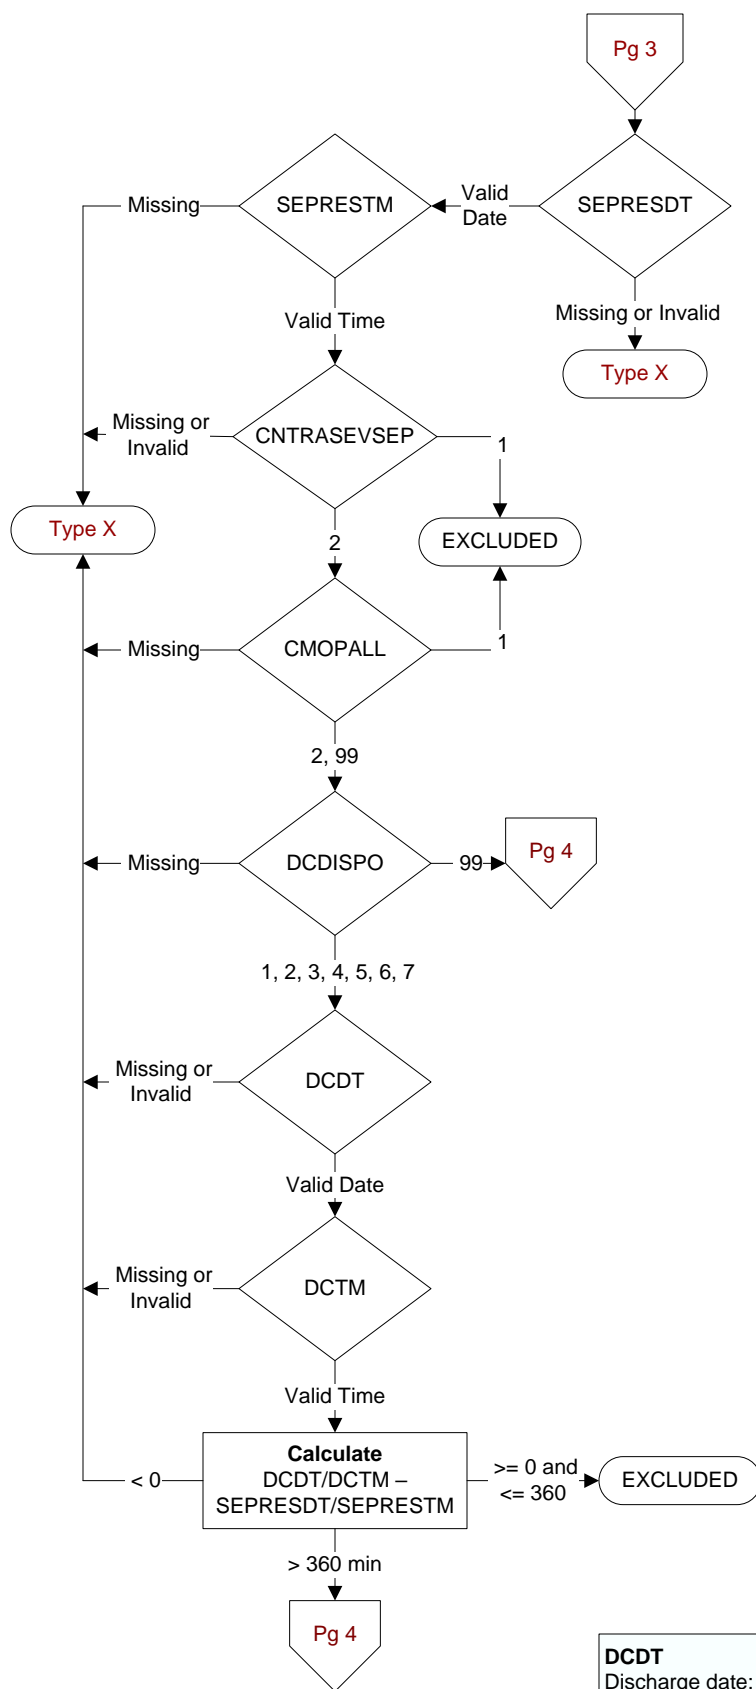 Pg 3
SEPRESDT
Valid
Date
SEPRESTM
Missing
Missing or Invalid
Type X
Valid Time
CNTRASEVSEP
Missing or
Invalid
1
Type X
EXCLUDED
2
CMOPALL
Missing
1
2, 99
DCDISPO
Missing
99
Pg 4
1, 2, 3, 4, 5, 6, 7
DCDT
Missing or
Invalid
Valid Date
DCTM
Missing or
Invalid
Valid Time
Calculate
DCDT/DCTM –
SEPRESDT/SEPRESTM
< 0
>= 0 and
<= 360
EXCLUDED
> 360 min
Pg 4
DCDT
Discharge date: